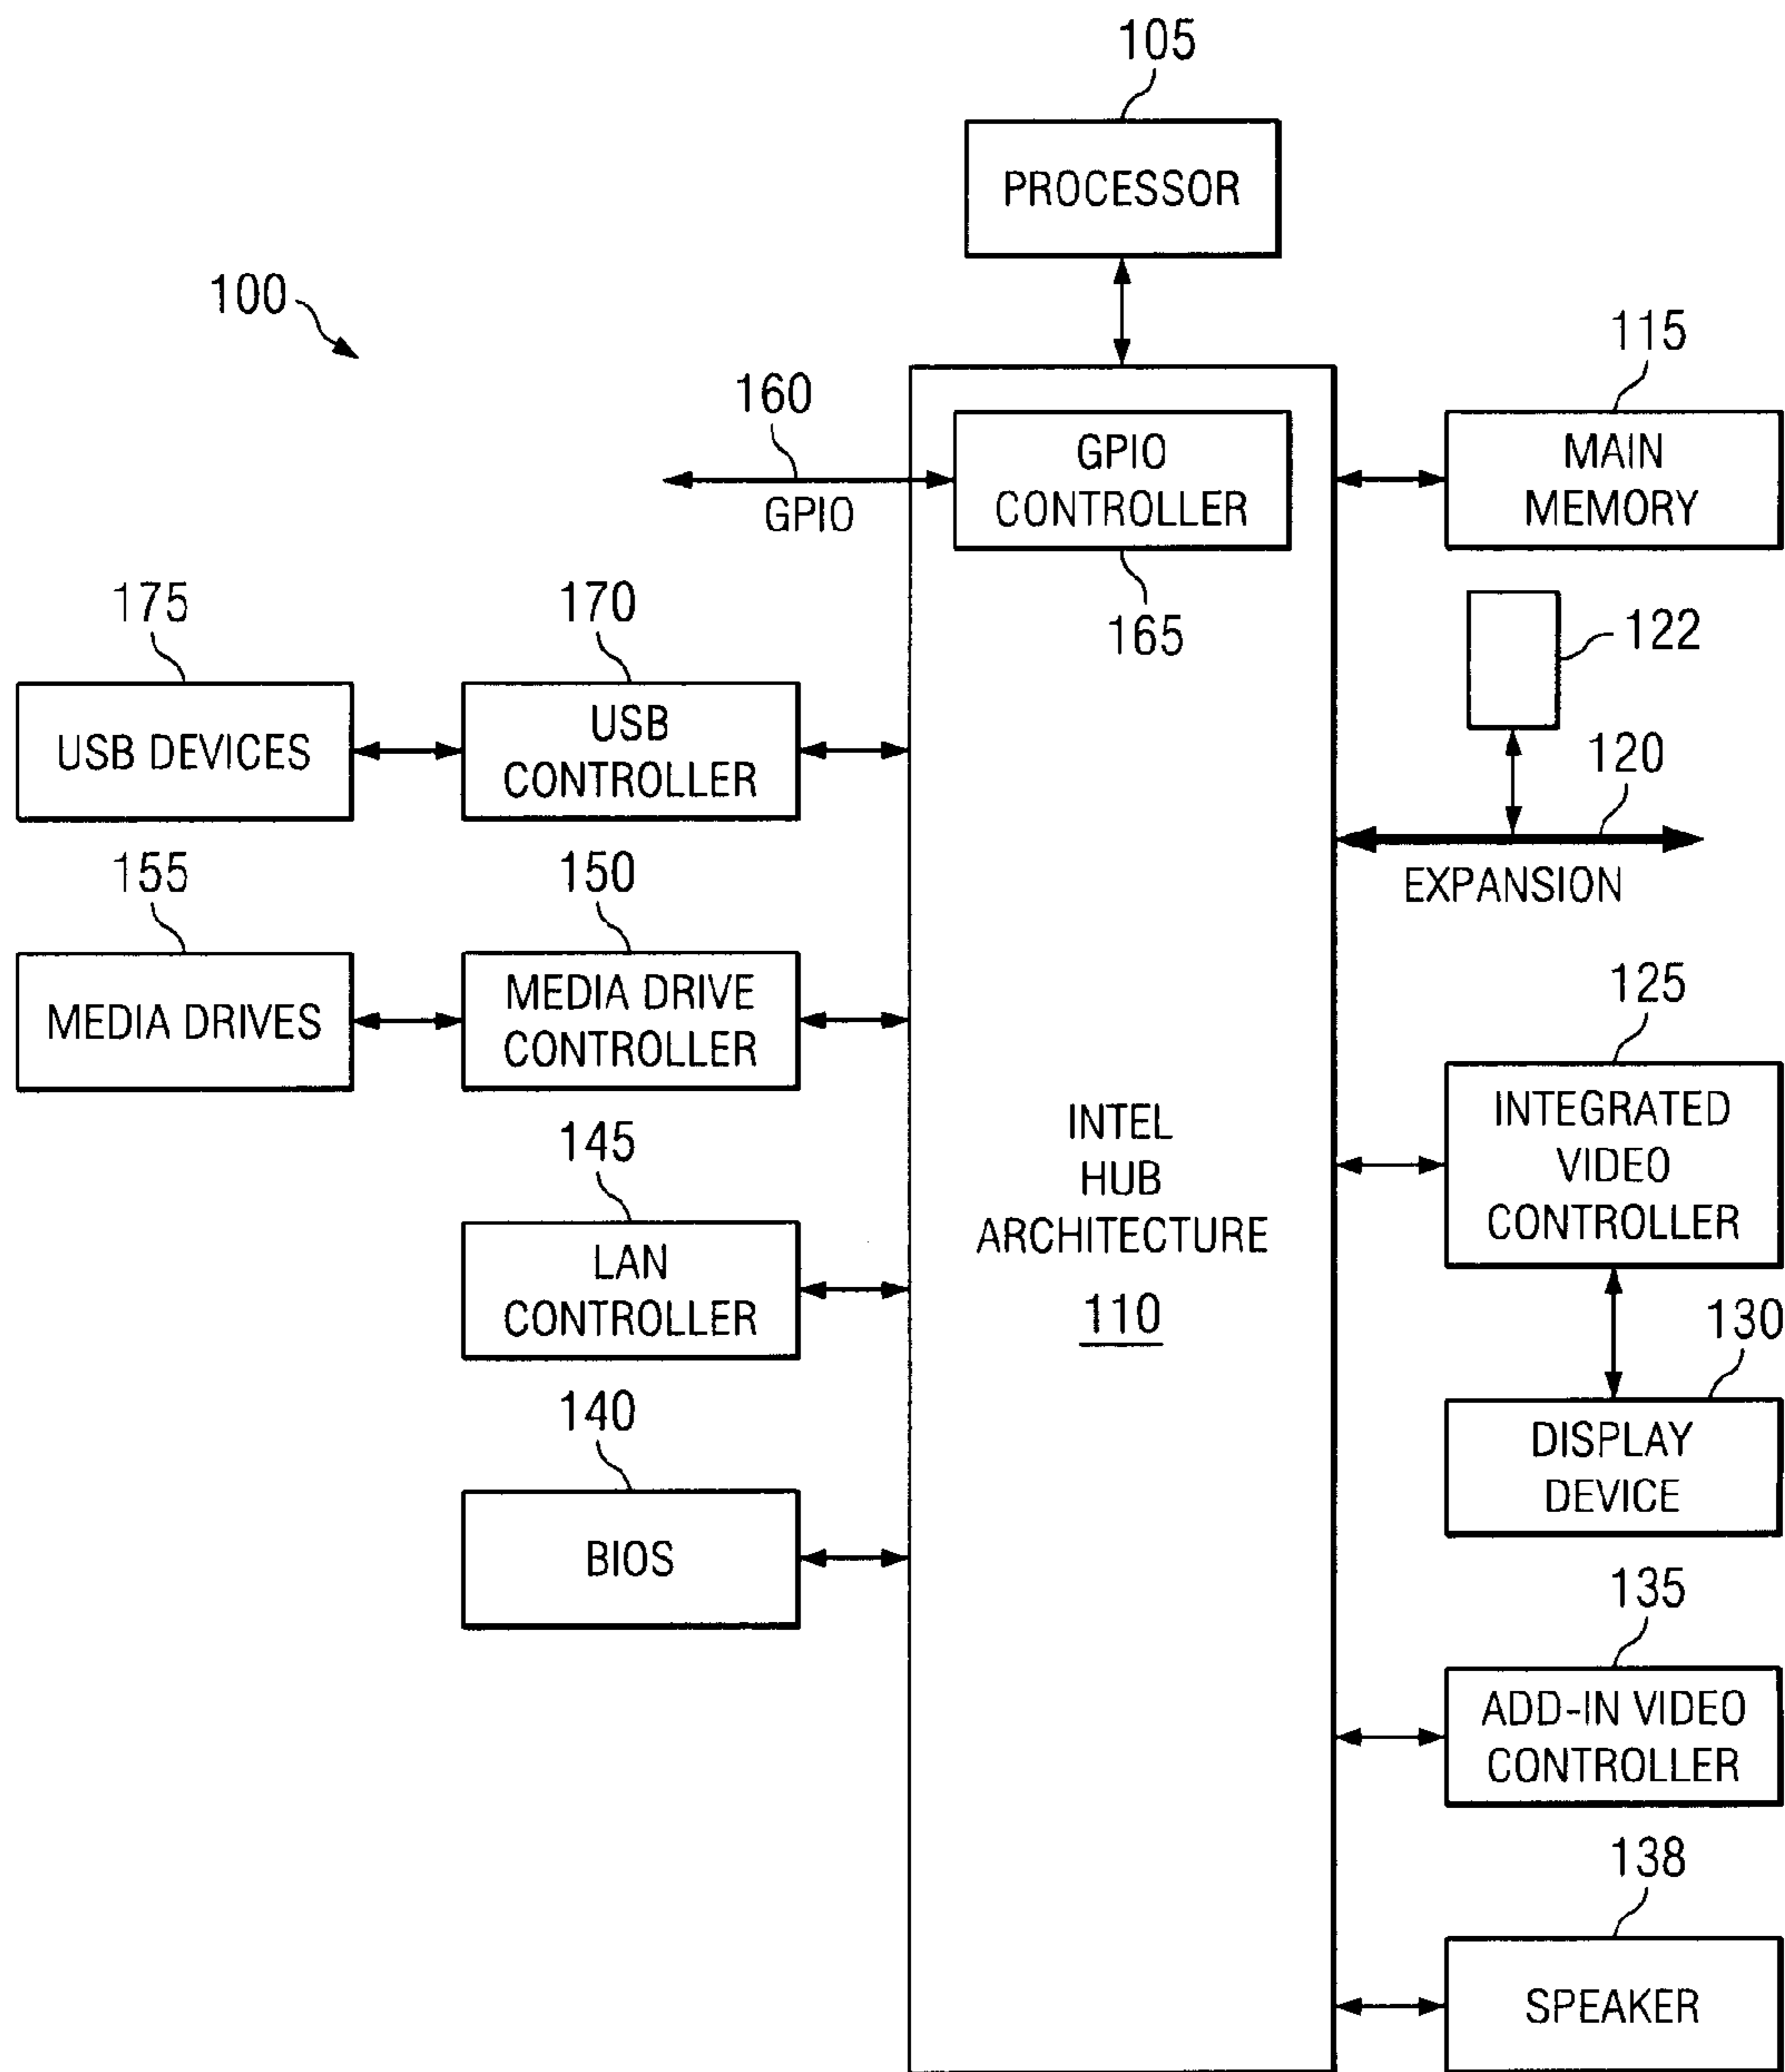 105
PROCESSOR
100
160
GPIO
GPIO
CONTROLLER
165
115
MAIN
MEMORY
122
120
EXPANSION
175
USB DEVICES
170
USB
CONTROLLER
155
MEDIA DRIVES
150
MEDIA DRIVE
CONTROLLER
145
LAN
CONTROLLER
140
BIOS
INTEL
HUB
ARCHITECTURE
110
125
INTEGRATED
VIDEO
CONTROLLER
130
DISPLAY
DEVICE
135
ADD-IN VIDEO
CONTROLLER
138
SPEAKER